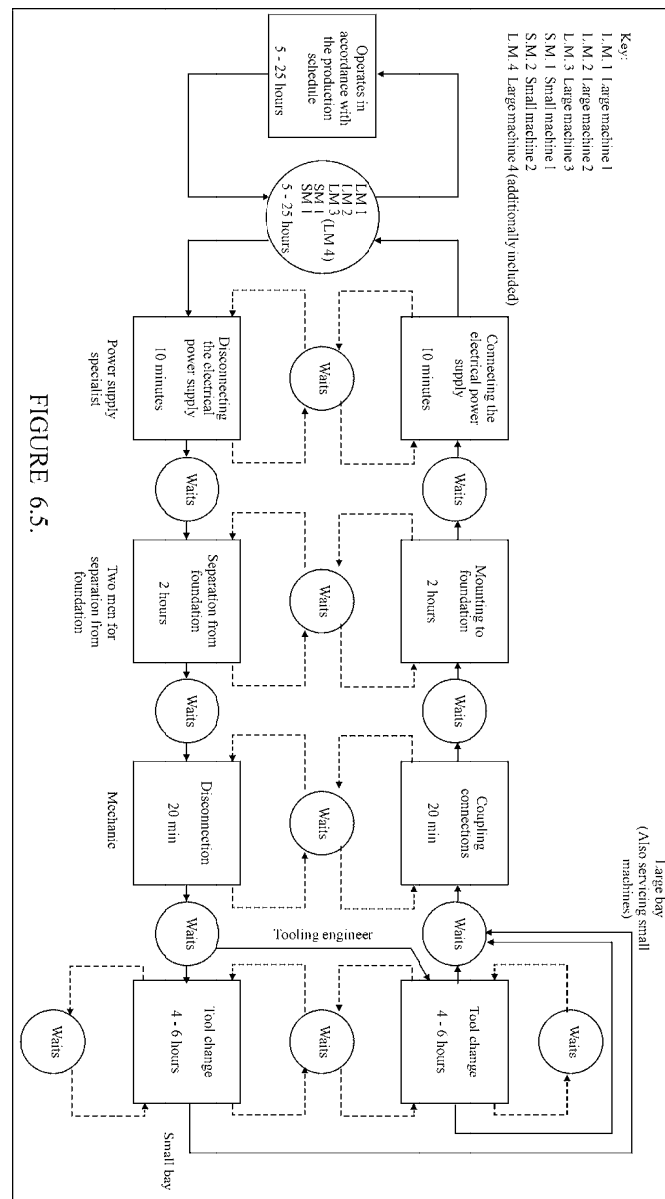 Key:
L.M. 1 Large machine 1
L.M. 2 Large machine 2
L.M. 3 Large machine 3
S.M. 1 Small machine 1
S.M. 2 Small machine 2
L.M. 4 Large machine 4 (additionally included)
Operates in
accordance with
the production
schedule
5 - 25 hours
LM 1
LM 2
LM 3 (LM 4)
SM 1
SM 1
5 - 25 hours
Connecting the
electrical power
supply
10 minutes
Waits
Mounting to
foundation
2 hours
Waits
Coupling
connections
20 min
Waits
Tool change
4 - 6 hours
Large bay
(Also servicing small
machines)
Waits
Waits
Waits
Waits
Waits
Tooling engineer
Disconnecting
the electrical
power supply
10 minutes
Waits
Separation from
foundation
2 hours
Waits
Disconnection
20 min
Waits
Tool change
4 - 6 hours
Waits
Small bay
Power supply
specialist
Two men for
separation from
foundation
Mechanic
FIGURE 6.5.